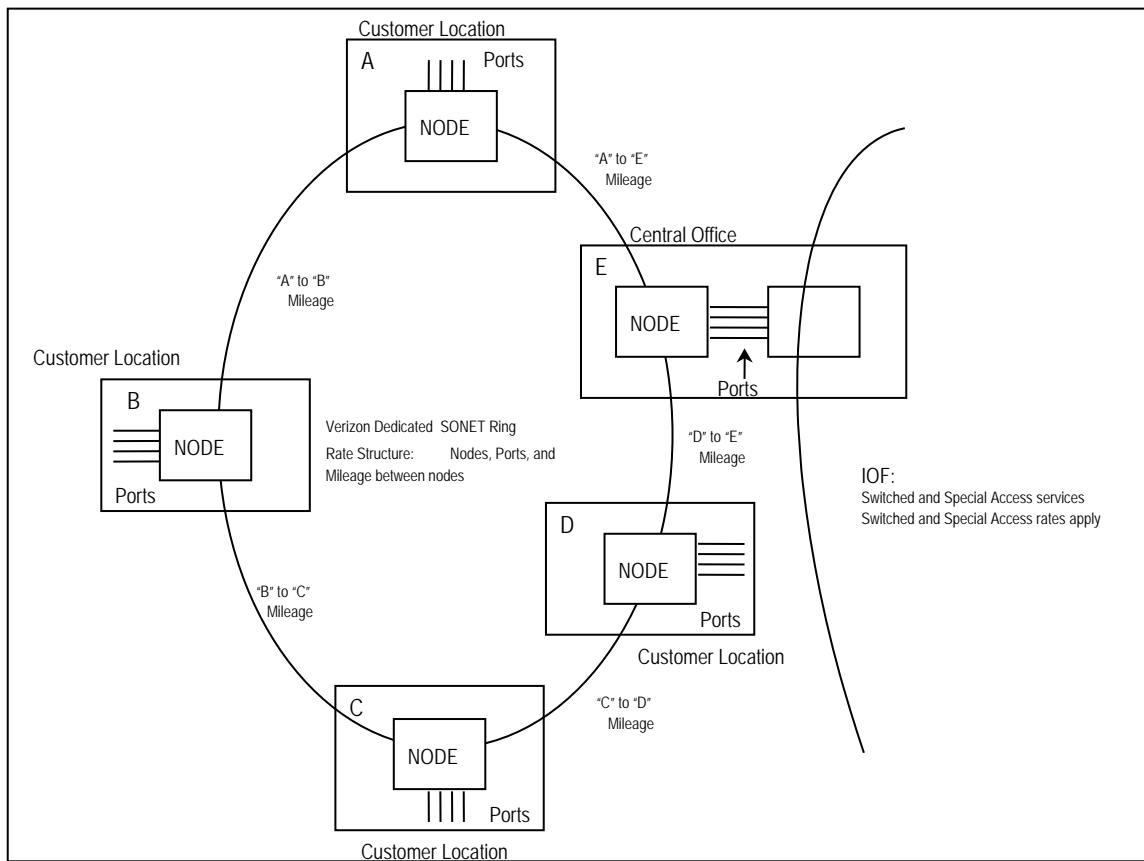 Customer Location
A
Ports
NODE
“A” to “E”
Mileage
Central Office
E
NODE
Ports
“A” to “B”
Mileage
Customer Location
B
NODE
Ports
Verizon Dedicated SONET Ring
Rate Structure: Nodes, Ports, and
Mileage between nodes
“D” to “E”
Mileage
IOF:
Switched and Special Access services
Switched and Special Access rates apply
D
NODE
Ports
Customer Location
“B” to “C”
Mileage
“C” to “D”
Mileage
C
NODE
Ports
Customer Location